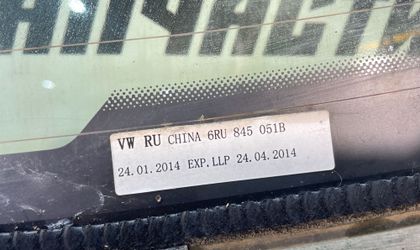 VW RU CHINA 6RU 845 051B
24.01.2014 EXP.LLP 24.04.2014